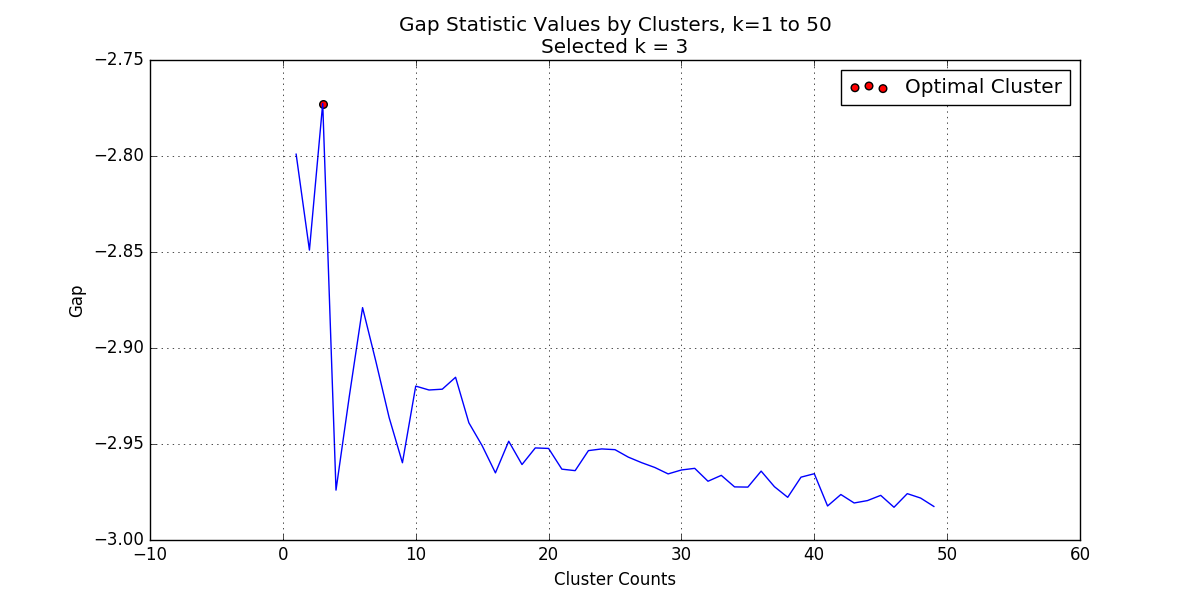 Gap Statistic Values by Clusters, k=1 to 50
Selected k = 3
Optimal Cluster
−2.75
−2.80
−2.85
−2.90
−2.95
−3.00
Gap
−10 0 10 20 30 40 50 60
Cluster Counts